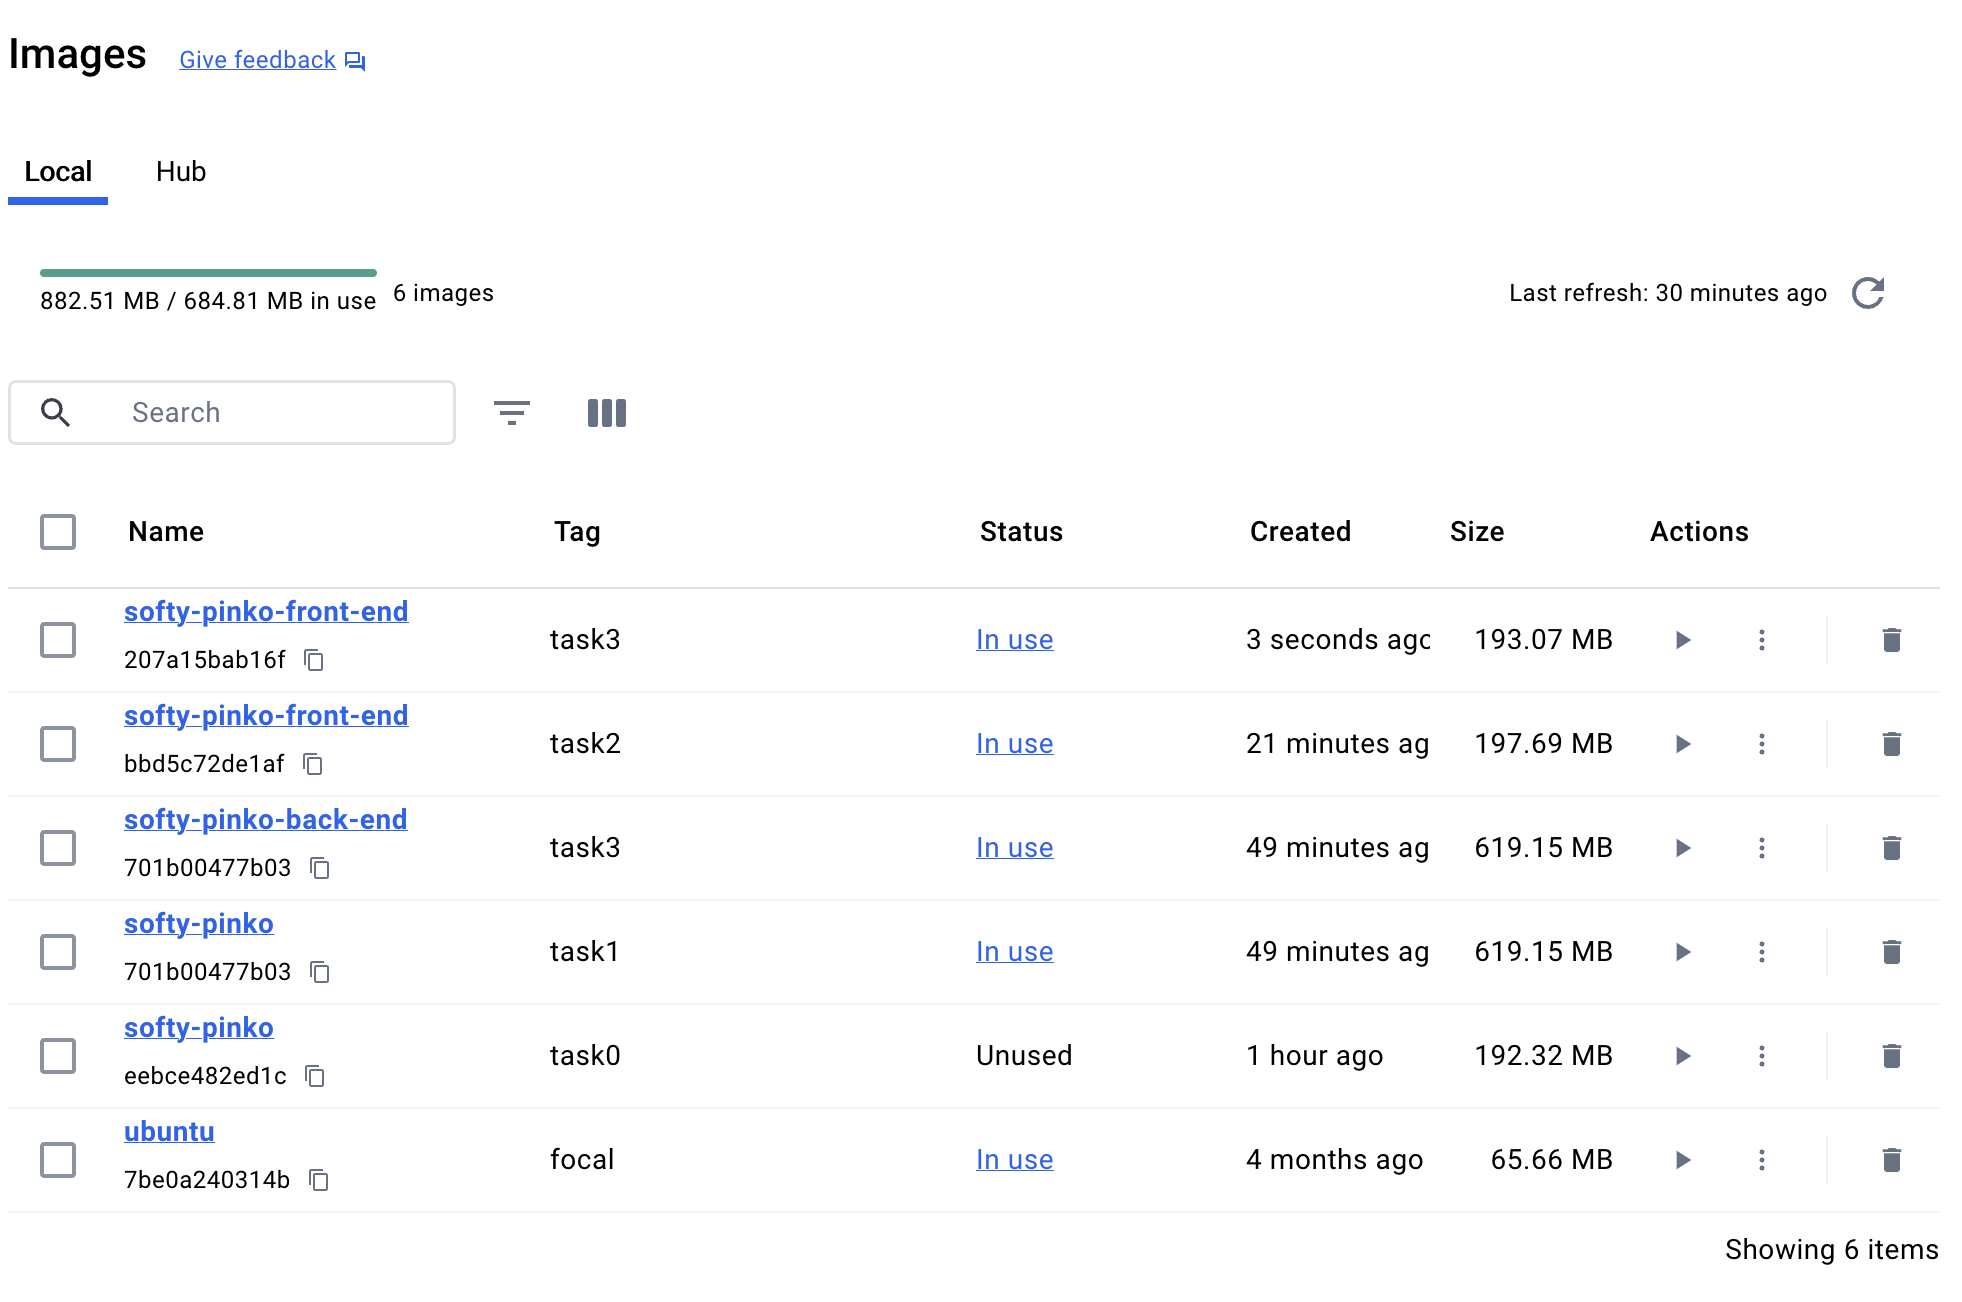 Images Give feedback
Local Hub
882.51 MB / 684.81 MB in use 6 images Last refresh: 30 minutes ago
Search
Name Tag Status Created Size Actions
softy-pinko-front-end
207a15bab16f task3 In use 3 seconds ago 193.07 MB
softy-pinko-front-end
bbd5c72de1af task2 In use 21 minutes ag 197.69 MB
softy-pinko-back-end
701b00477b03 task3 In use 49 minutes ag 619.15 MB
softy-pinko
701b00477b03 task1 In use 49 minutes ag 619.15 MB
softy-pinko
eebce482ed1c task0 Unused 1 hour ago 192.32 MB
ubuntu
7be0a240314b focal In use 4 months ago 65.66 MB
Showing 6 items